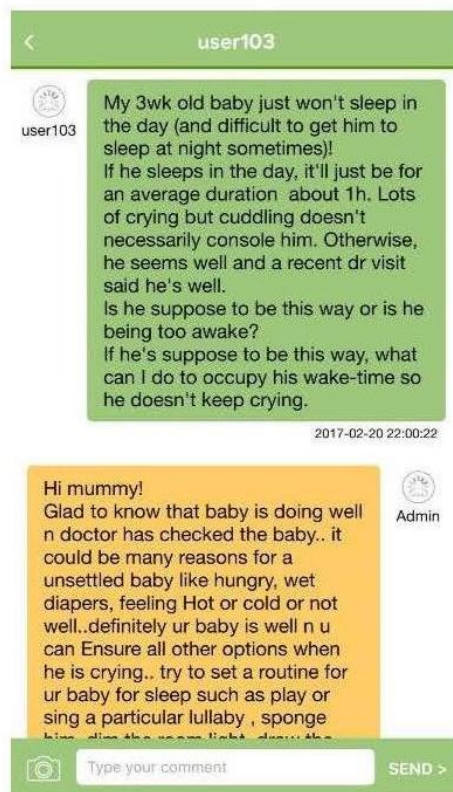 user103
user103
My 3wk old baby just won't sleep in
the day (and difficult to get him to
sleep at night sometimes)!
If he sleeps in the day, it'll just be for
an average duration about 1h. Lots
of crying but cuddling doesn't
necessarily console him. Otherwise,
he seems well and a recent dr visit
said he's well.
Is he suppose to be this way or is he
being too awake?
If he's suppose to be this way, what
can I do to occupy his wake-time so
he doesn't keep crying.
2017-02-20 22:00:22
Admin
Hi mummy!
Glad to know that baby is doing well
n doctor has checked the baby.. it
could be many reasons for a
unsettled baby like hungry, wet
diapers, feeling Hot or cold or not
well..definitely ur baby is well n u
can Ensure all other options when
he is crying.. try to set a routine for
ur baby for sleep such as play or
sing a particular lullaby , sponge
him, dim the room light, draw the
Type your comment
SEND >